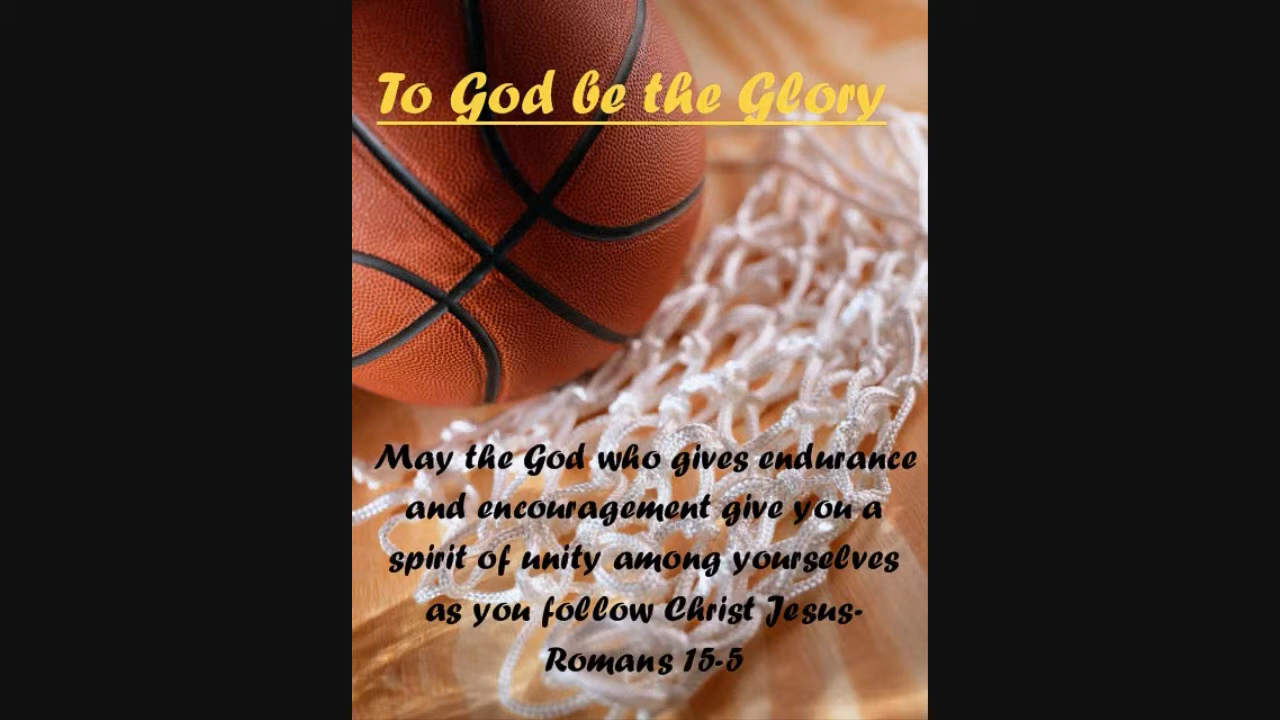 To God be the Glory
May the God who gives endurance
and encouragement give you a
spirit of unity among yourselves
as you follow Christ Jesus-
Romans 15-5